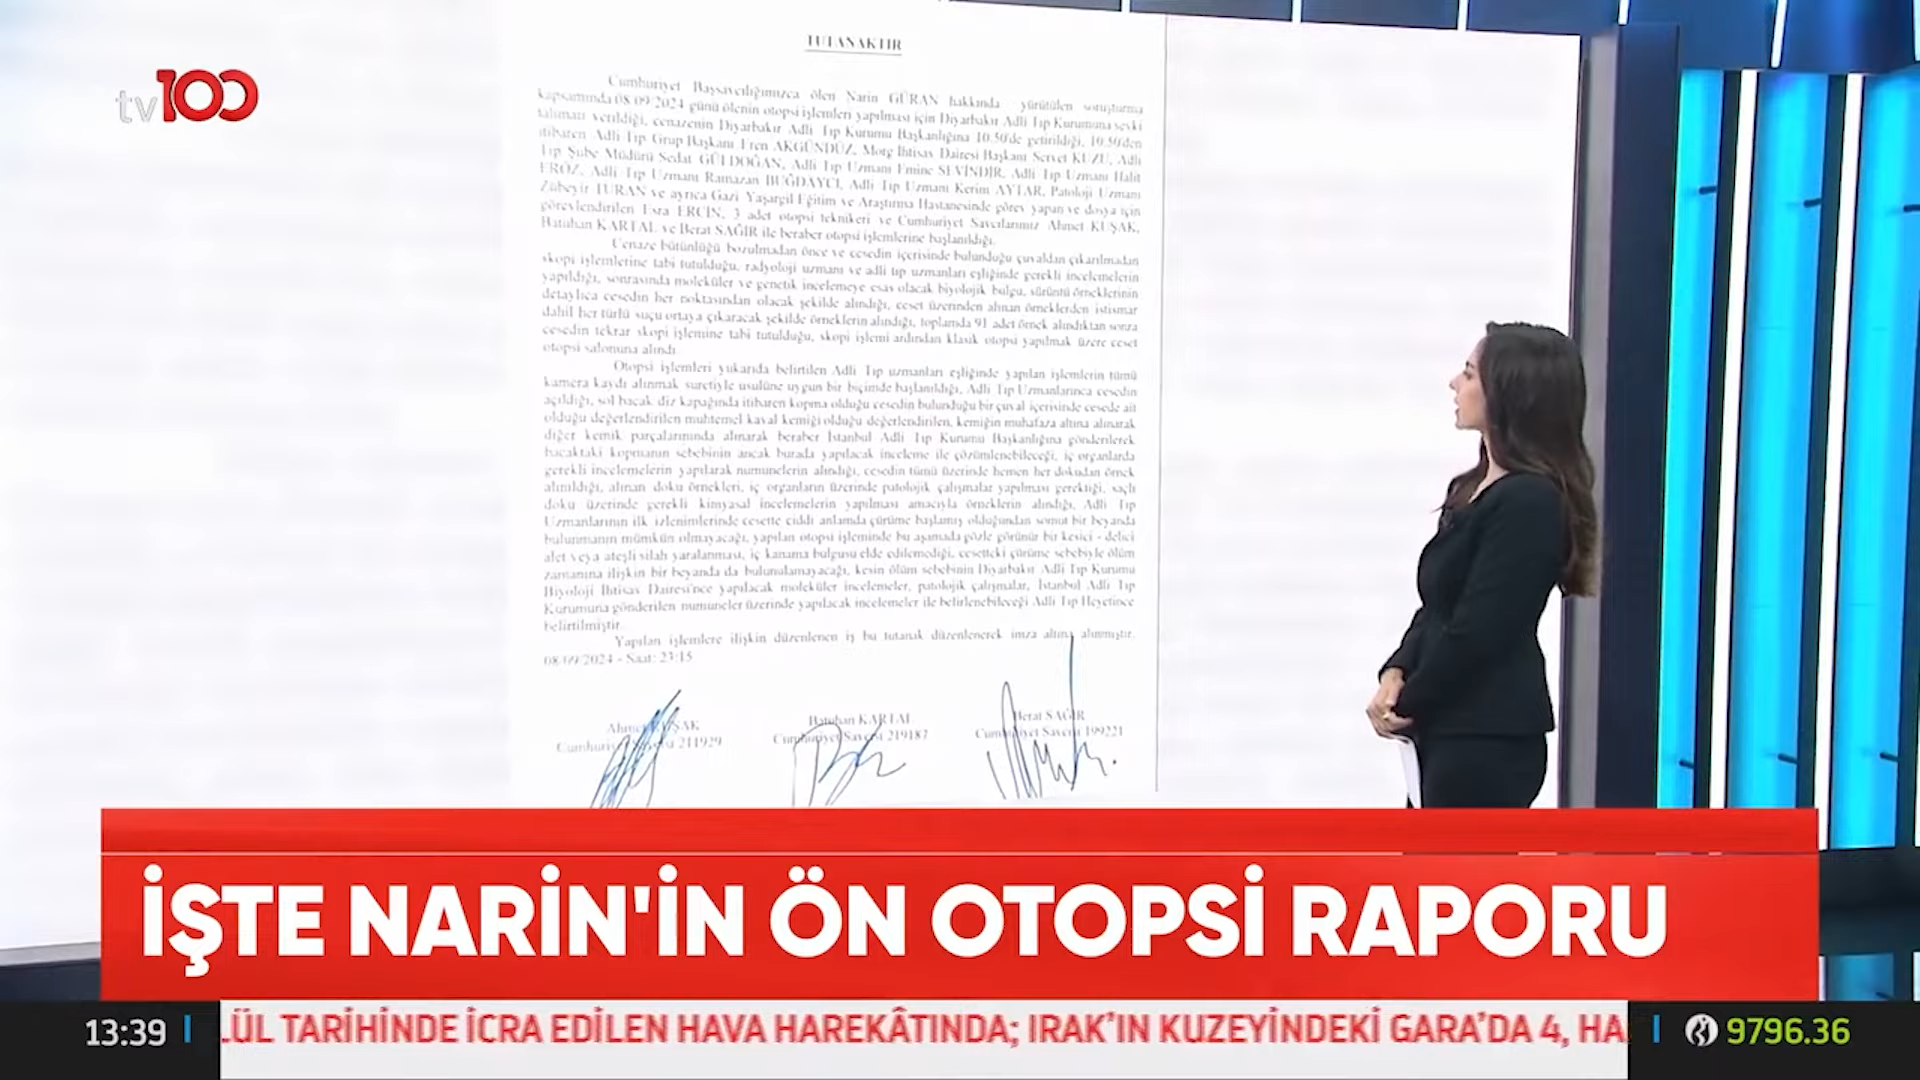 tv100
TUTANAKTIR
Cumhuriyet Başsavcılığımızca ölen Narin GÜRAN hakkında yürütülen soruşturma
kapsamında 08/09/2024 günü ölenin otopsi işlemleri yapılması için Diyarbakır Adli Tıp Kurumuna sevki
talimatı verildiği, cenazenin Diyarbakır Adli Tıp Kurumu Başkanlığına 10.50'de getirildiği, 10.50'den
itibaren Adli Tıp Grup Başkanı Eren AKGÜNDÜZ, Morg İhtisas Dairesi Başkanı Servet KUZU, Adli
Tıp Şube Müdürü Sedat GÜLDOĞAN, Adli Tıp Uzmanı Emine SEVİNDİR, Adli Tıp Uzmanı Halit
EROZ, Adli Tıp Uzmanı Ramazan BUĞDAYCI, Adli Tıp Uzmanı Kerim AYTAR, Patoloji Uzmanı
Zübeyir TURAN ve ayrıca Gazi Yaşargil Eğitim ve Araştırma Hastanesinde görev yapan ve dosya için
görevlendirilen Esra ERCİN, 3 adet otopsi teknikeri ve Cumhuriyet Savcılarımız Ahmet KUŞAK,
Batuhan KARTAL ve Berat SAĞIR ile beraber otopsi işlemlerine başlanıldığı.
Cenaze bütünlüğü bozulmadan önce ve cesedin içerisinde bulunduğu çuvaldan çıkarılmadan
skopi işlemlerine tabi tutulduğu, radyoloji uzmanı ve adli tıp uzmanları eşliğinde gerekli incelemelerin
yapıldığı, sonrasında moleküler ve genetik incelemeye esas olacak biyolojik bulgu, sürüntü örneklerinin
detaylıca cesedin her noktasından olacak şekilde alındığı, ceset üzerinden alınan örneklerden istismar
dahil her türlü suçu ortaya çıkaracak şekilde örneklerin alındığı, toplamda 91 adet örnek alındıktan sonra
cesedin tekrar skopi işlemine tabi tutulduğu, skopi işlemi ardından klasik otopsi yapılmak üzere ceset
otopsi salonuna alındı
Otopsi işlemleri yukarıda belirtilen Adli Tıp uzmanları eşliğinde yapılan işlemlerin tümü
kamera kaydı alınmak suretiyle usulüne uygun bir biçimde başlanıldığı, Adli Tıp Uzmanlarınca cesedin
açıldığı, sol bacak diz kapağında itibaren kopma olduğu cesedin bulunduğu bir çuval içerisinde cesede ait
olduğu değerlendirilen muhtemel kaval kemiği olduğu değerlendirilen, kemiğin muhafaza altına alınarak
diğer kemik parçalarınında alınarak beraber İstanbul Adli Tıp Kurumu Başkanlığına gönderilerek
bacaktaki kopmanın sebebinin ancak burada yapılacak inceleme ile çözümlenebileceği, iç organlarda
gerekli incelemelerin yapılarak numunelerin alındığı, cesedin tümü üzerinde hemen her dokudan örnek
alınıldığı, alınan doku örnekleri, iç organların üzerinde patolojik çalışmalar yapılması gerektiği, saçlı
doku üzerinde gerekli kimyasal incelemelerin yapılması amacıyla örneklerin alındığı, Adli Tıp
Uzmanlarının ilk izlenimlerinde cesette ciddi anlamda çürüme başlamış olduğundan somut bir beyanda
bulunmanın mümkün olmayacağı, yapılan otopsi işleminde bu aşamada gözle görünür bir kesici - delici
alet veya ateşli silah yaralanması, iç kanama bulgusu elde edilemediği, cesetteki çürüme sebebiyle ölüm
zamanına ilişkin bir beyanda da bulunulamayacağı, kesin ölüm sebebinin Diyarbakır Adli Tıp Kurumu
Biyoloji İhtisas Dairesi'nce yapılacak moleküler incelemeler, patolojik çalışmalar, İstanbul Adli Tıp
Kurumuna gönderilen numuneler üzerinde yapılacak incelemeler ile belirlenebileceği Adli Tıp Heyetince
belirtilmiştir.
Yapılan işlemlere ilişkin düzenlenen iş bu tutanak düzenlenerek imza altına alınmıştır.
08/09/2024 - Saat: 23:15
Ahmet KUŞAK Batuhan KARTAL Berat SAĞIR
Cumhuriyet Savcısı 211929 Cumhuriyet Savcısı 219187 Cumhuriyet Savcısı 199221
İŞTE NARİN'İN ÖN OTOPSİ RAPORU
13:39 LÜL TARİHİNDE İCRA EDİLEN HAVA HAREKÂTINDA; IRAK'IN KUZEYİNDEKİ GARA'DA 4, HA 9796.36